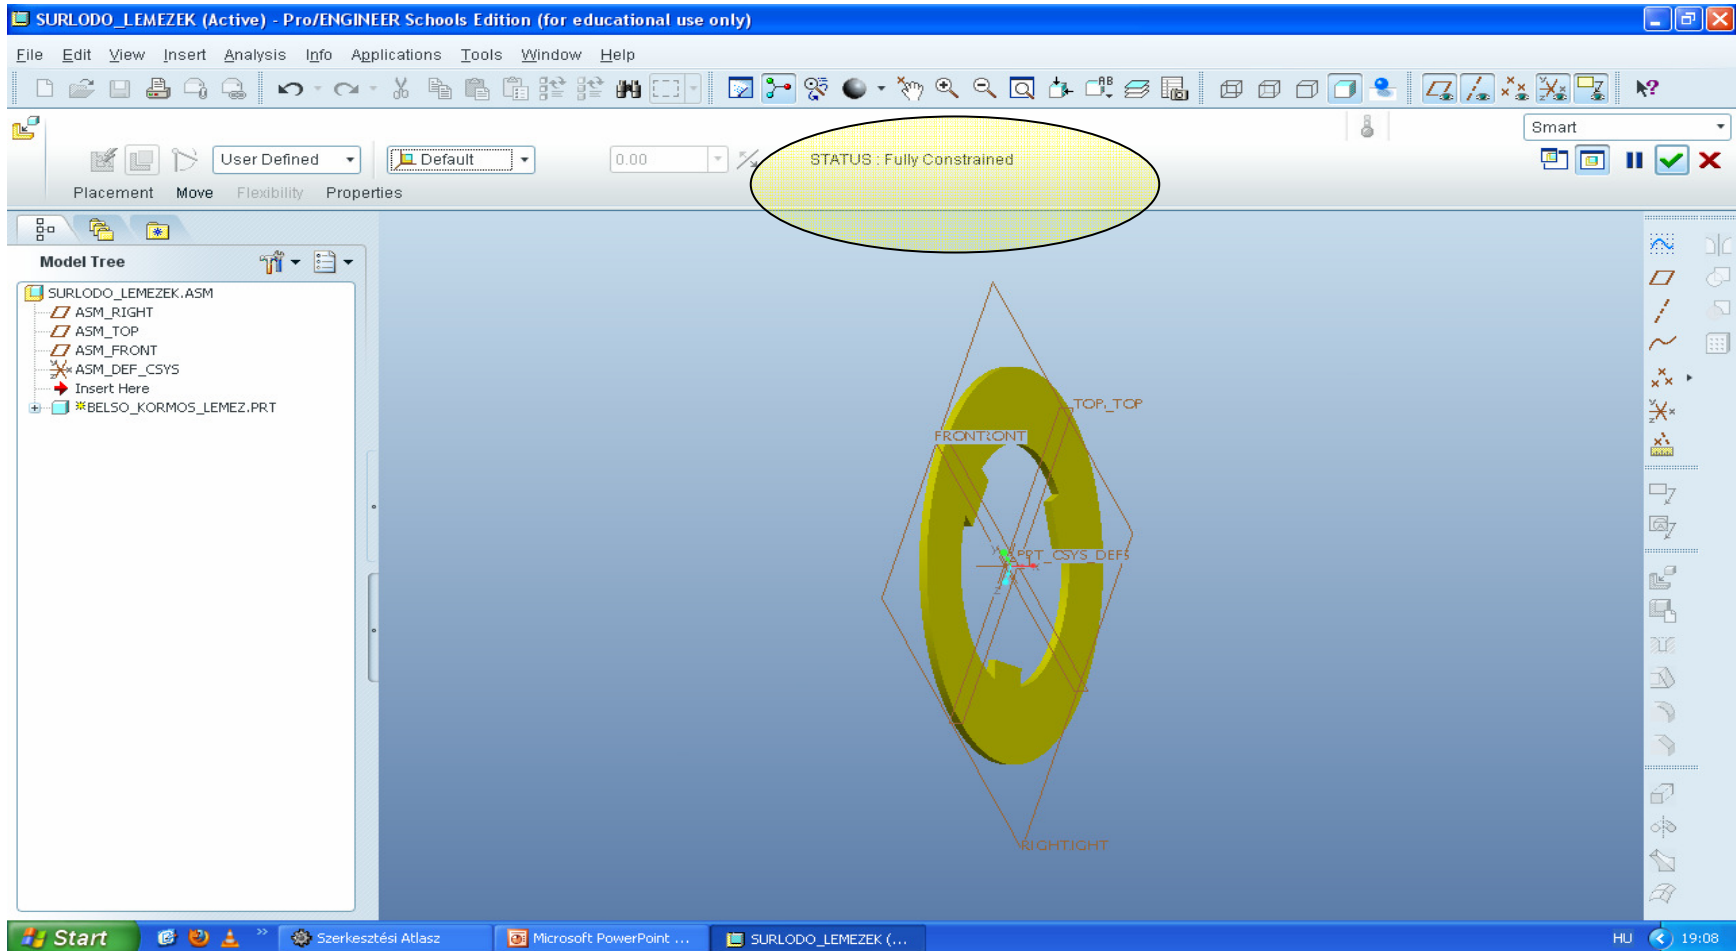 SURLODO_LEMEZEK (Active) - Pro/ENGINEER Schools Edition (for educational use only)
File Edit View Insert Analysis Info Applications Tools Window Help
Smart
User Defined Default 0.00 STATUS : Fully Constrained
Placement Move Flexibility Properties
Model Tree
SURLODO_LEMEZEK.ASM
ASM_RIGHT
ASM_TOP
ASM_FRONT
ASM_DEF_CSYS
Insert Here
BELSO_KORMOS_LEMEZ.PRT
TOP_TOP
FRONT
PRT_CSYS_DEF
RIGHTIGHT
Start Szerkesztési Atlasz Microsoft PowerPoint ... SURLODO_LEMEZEK (... HU 19:08